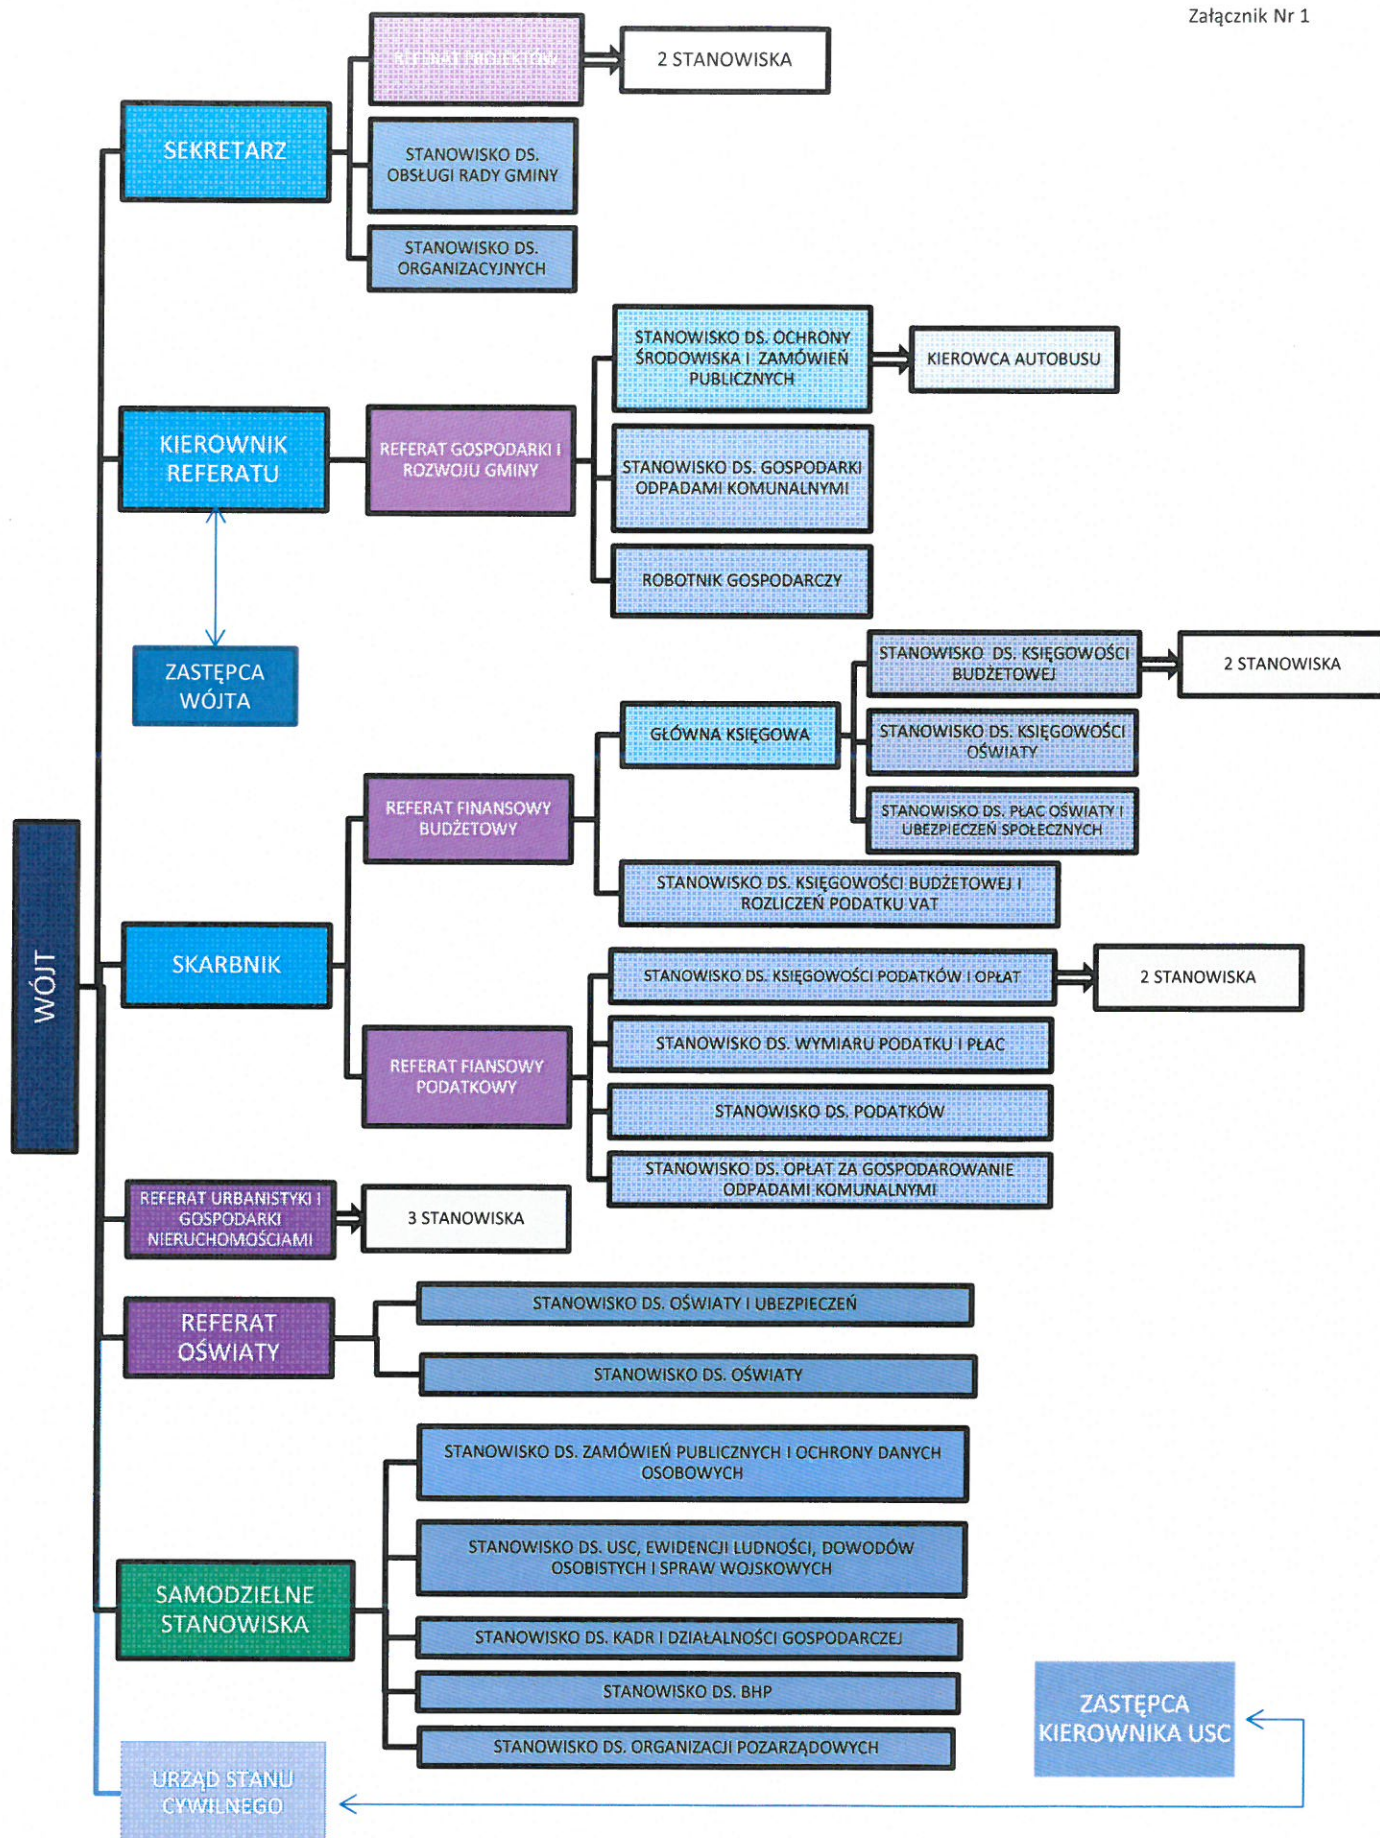 Załącznik Nr 1
REFERAT PROJEKTÓW
2 STANOWISKA
SEKRETARZ
STANOWISKO DS.
OBSŁUGI RADY GMINY
STANOWISKO DS.
ORGANIZACYJNYCH
STANOWISKO DS. OCHRONY
ŚRODOWISKA I ZAMÓWIEŃ
PUBLICZNYCH
KIEROWCA AUTOBUSU
KIEROWNIK
REFERATU
REFERAT GOSPODARKI I
ROZWOJU GMINY
STANOWISKO DS. GOSPODARKI
ODPADAMI KOMUNALNYMI
ROBOTNIK GOSPODARCZY
ZASTĘPCA
WÓJTA
STANOWISKO DS. KSIĘGOWOŚCI
BUDŻETOWEJ
2 STANOWISKA
GŁÓWNA KSIĘGOWA
STANOWISKO DS. KSIĘGOWOŚCI
OŚWIATY
REFERAT FINANSOWY
BUDŻETOWY
STANOWISKO DS. PŁAC OŚWIATY I
UBEZPIECZEŃ SPOŁECZNYCH
STANOWISKO DS. KSIĘGOWOŚCI BUDŻETOWEJ I
ROZLICZEŃ PODATKU VAT
WÓJT
SKARBNIK
STANOWISKO DS. KSIĘGOWOŚCI PODATKÓW I OPŁAT
2 STANOWISKA
STANOWISKO DS. WYMIARU PODATKU I PŁAC
REFERAT FIANSOWY
PODATKOWY
STANOWISKO DS. PODATKÓW
STANOWISKO DS. OPŁAT ZA GOSPODAROWANIE
ODPADAMI KOMUNALNYMI
REFERAT URBANISTYKI I
GOSPODARKI
NIERUCHOMOŚCIAMI
3 STANOWISKA
REFERAT
OŚWIATY
STANOWISKO DS. OŚWIATY I UBEZPIECZEŃ
STANOWISKO DS. OŚWIATY
STANOWISKO DS. ZAMÓWIEŃ PUBLICZNYCH I OCHRONY DANYCH
OSOBOWYCH
STANOWISKO DS. USC, EWIDENCJI LUDNOŚCI, DOWODÓW
OSOBISTYCH I SPRAW WOJSKOWYCH
SAMODZIELNE
STANOWISKA
STANOWISKO DS. KADR I DZIAŁALNOŚCI GOSPODARCZEJ
STANOWISKO DS. BHP
STANOWISKO DS. ORGANIZACJI POZARZĄDOWYCH
ZASTĘPCA
KIEROWNIKA USC
URZĄD STANU
CYWILNEGO